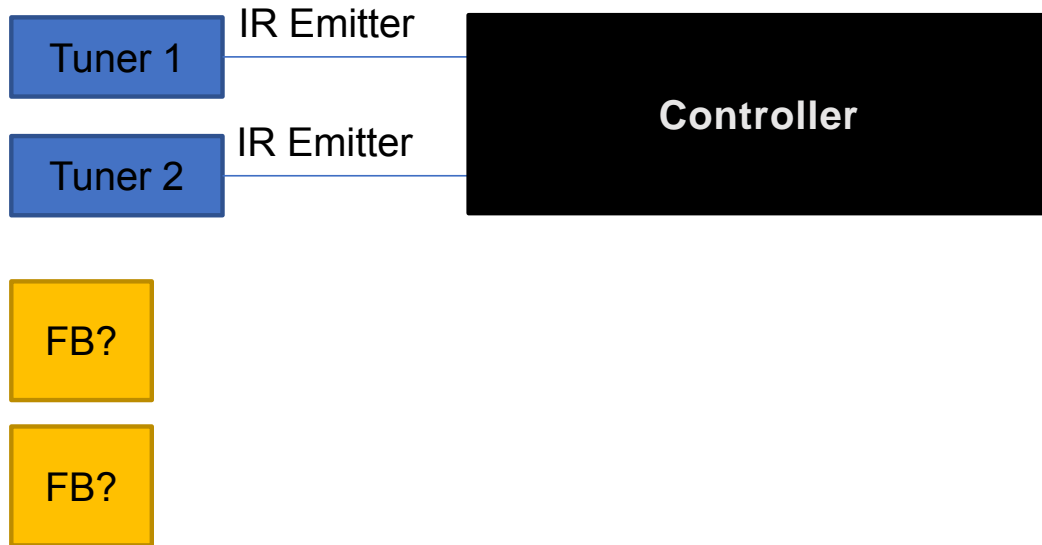 IR Emitter
Tuner 1
Controller
IR Emitter
Tuner 2
FB?
FB?